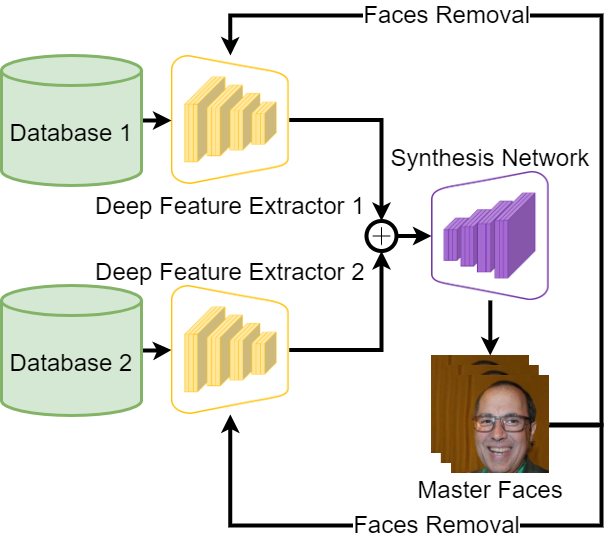 Faces Removal
Database 1
Synthesis Network
Deep Feature Extractor 1
Deep Feature Extractor 2
Database 2
Master Faces
Faces Removal